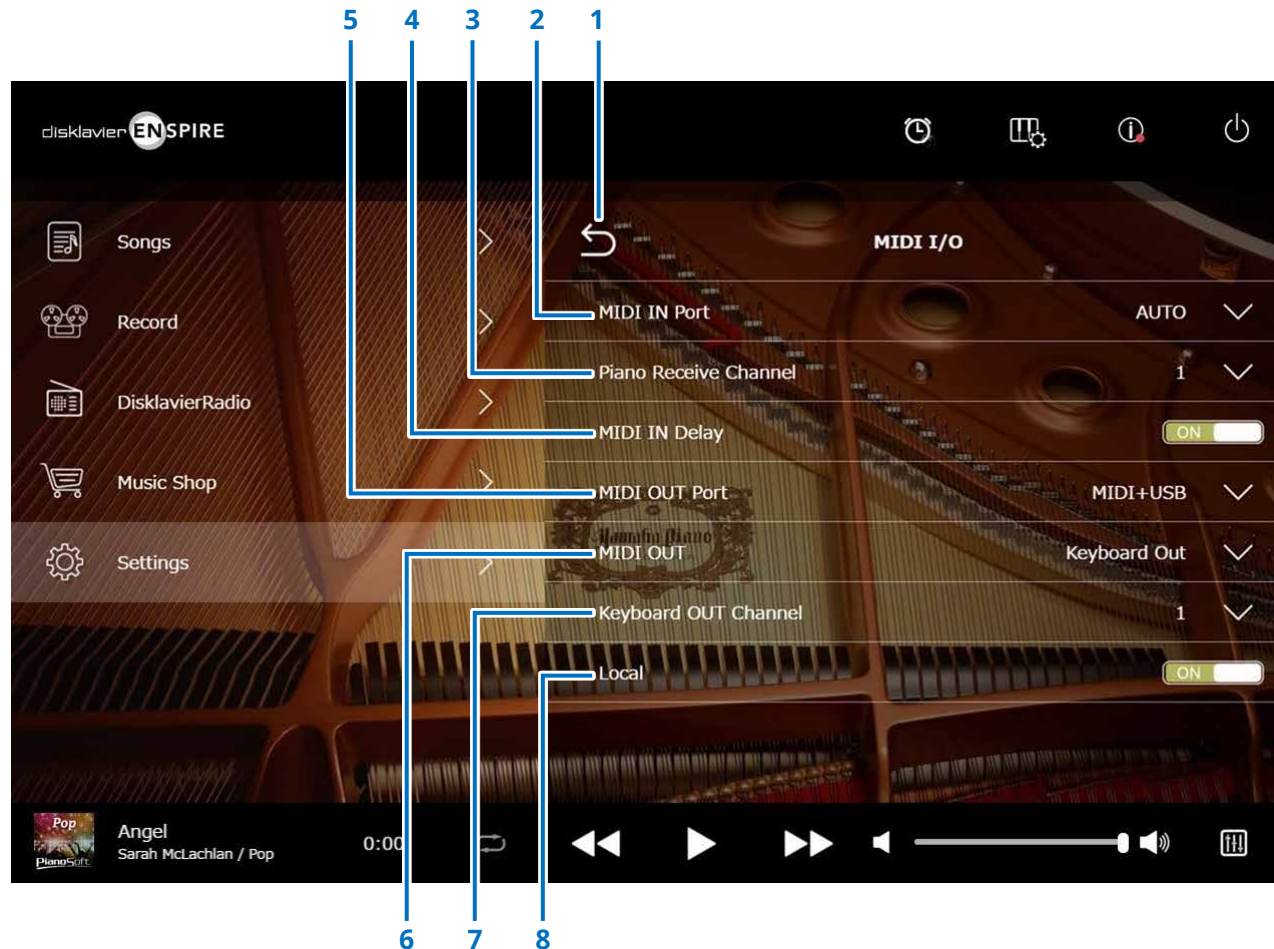 5 4 3 2 1
disklavier ENSPIRE
Songs
Record
DisklavierRadio
Music Shop
Settings
MIDI I/O
MIDI IN Port AUTO
Piano Receive Channel 1
MIDI IN Delay ON
MIDI OUT Port MIDI+USB
Yamaha Piano
MIDI OUT Keyboard Out
Keyboard OUT Channel 1
Local ON
Pop
PianoSoft
Angel
Sarah McLachlan / Pop
0:00
6 7 8